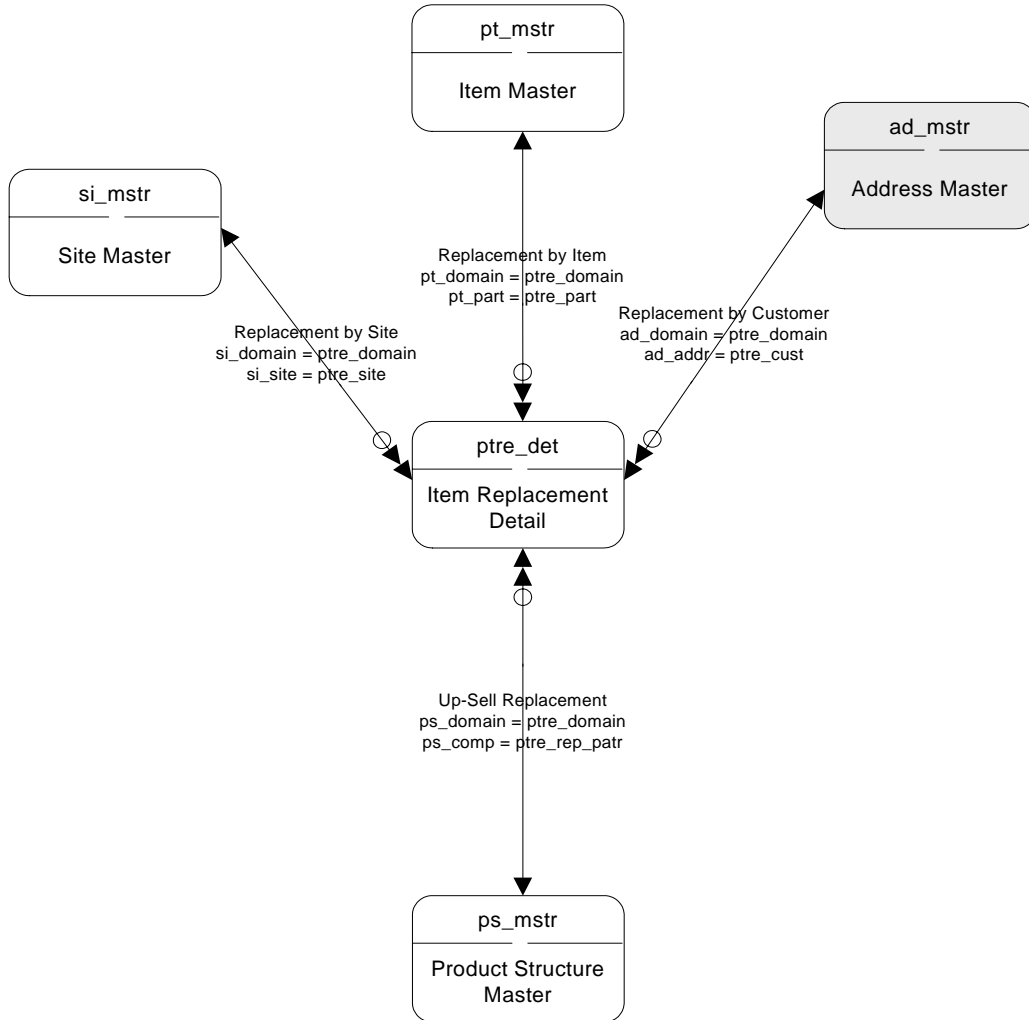 pt_mstr
Item Master
ad_mstr
Address Master
si_mstr
Site Master
Replacement by Item
pt_domain = ptre_domain
pt_part = ptre_part
Replacement by Customer
ad_domain = ptre_domain
ad_addr = ptre_cust
Replacement by Site
si_domain = ptre_domain
si_site = ptre_site
ptre_det
Item Replacement
Detail
Up-Sell Replacement
ps_domain = ptre_domain
ps_comp = ptre_rep_patr
ps_mstr
Product Structure
Master